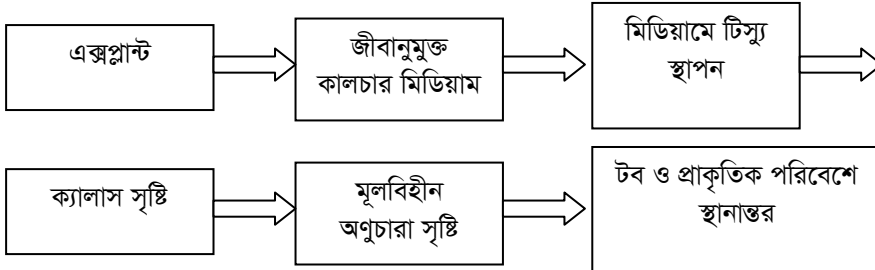 এক্সপ্লান্ট
জীবানুমুক্ত
কালচার মিডিয়াম
মিডিয়ামে টিস্যু
স্থাপন
ক্যালাস সৃষ্টি
মূলবিহীন
অণুচারা সৃষ্টি
টব ও প্রাকৃতিক পরিবেশে
স্থানান্তর